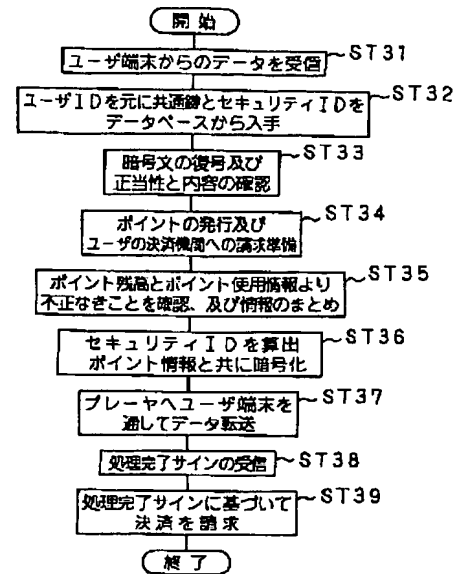 開始
ユーザ端末からのデータを受信
ST31
ユーザIDを元に共通鍵とセキュリティIDを
データベースから入手
ST32
暗号文の復号及び
正当性と内容の確認
ST33
ポイントの発行及び
ユーザの決済機関への請求準備
ST34
ポイント残高とポイント使用情報より
不正なきことを確認、及び情報のまとめ
ST35
セキュリティIDを算出
ポイント情報と共に暗号化
ST36
プレーヤへユーザ端末を
通してデータ転送
ST37
処理完了サインの受信
ST38
処理完了サインに基づいて
決済を請求
ST39
終了